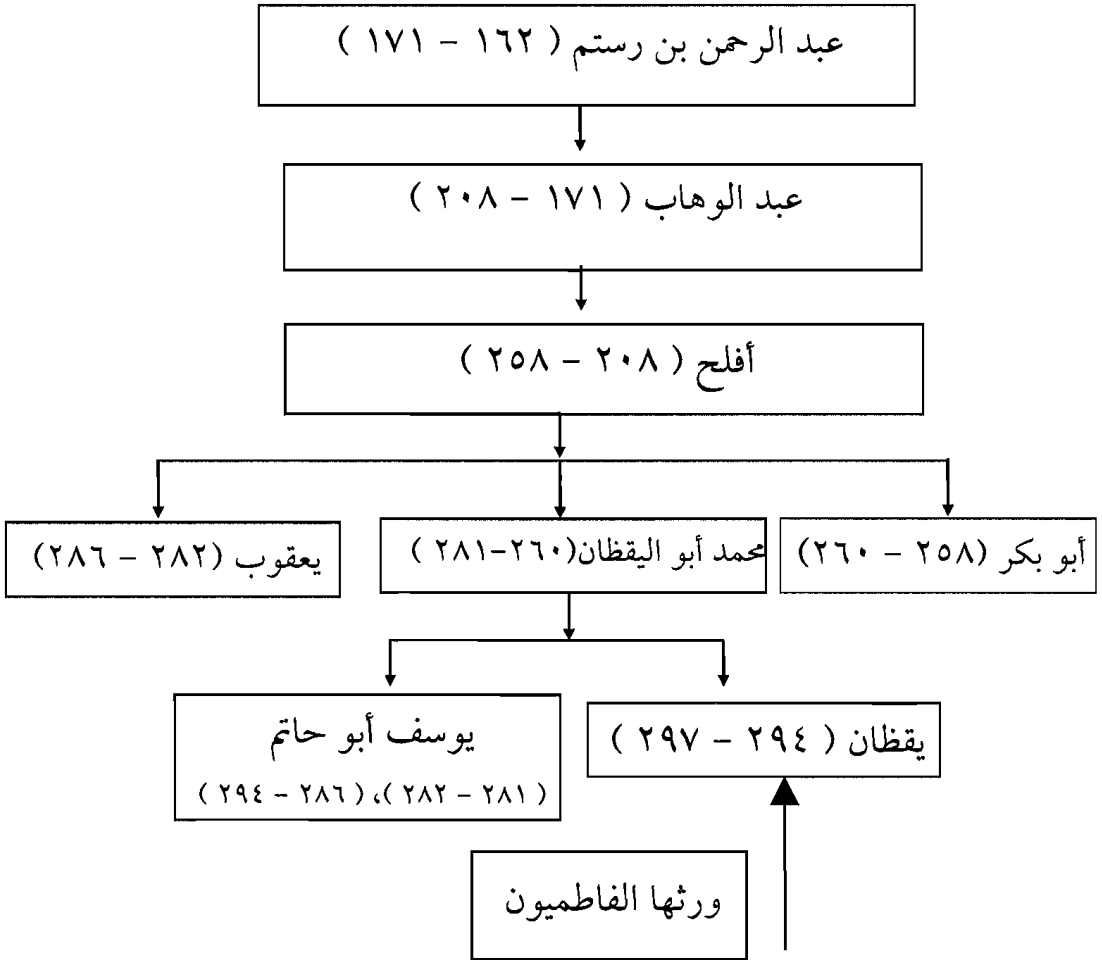 عبد الرحمن بن رستم ( ١٦٢ – ١٧١ )
عبد الوهاب ( ١٧١ – ٢٠٨ )
أفلح ( ٢٠٨ – ٢٥٨ )
أبو بكر (٢٥٨ – ٢٦٠)
محمد أبو اليقظان(٢٦٠-٢٨١ )
يعقوب (٢٨٢ – ٢٨٦)
يقظان ( ٢٩٤ – ٢٩٧ )
يوسف أبو حاتم
( ٢٨١ – ٢٨٢)، ( ٢٨٦ – ٢٩٤ )
ورثها الفاطميون